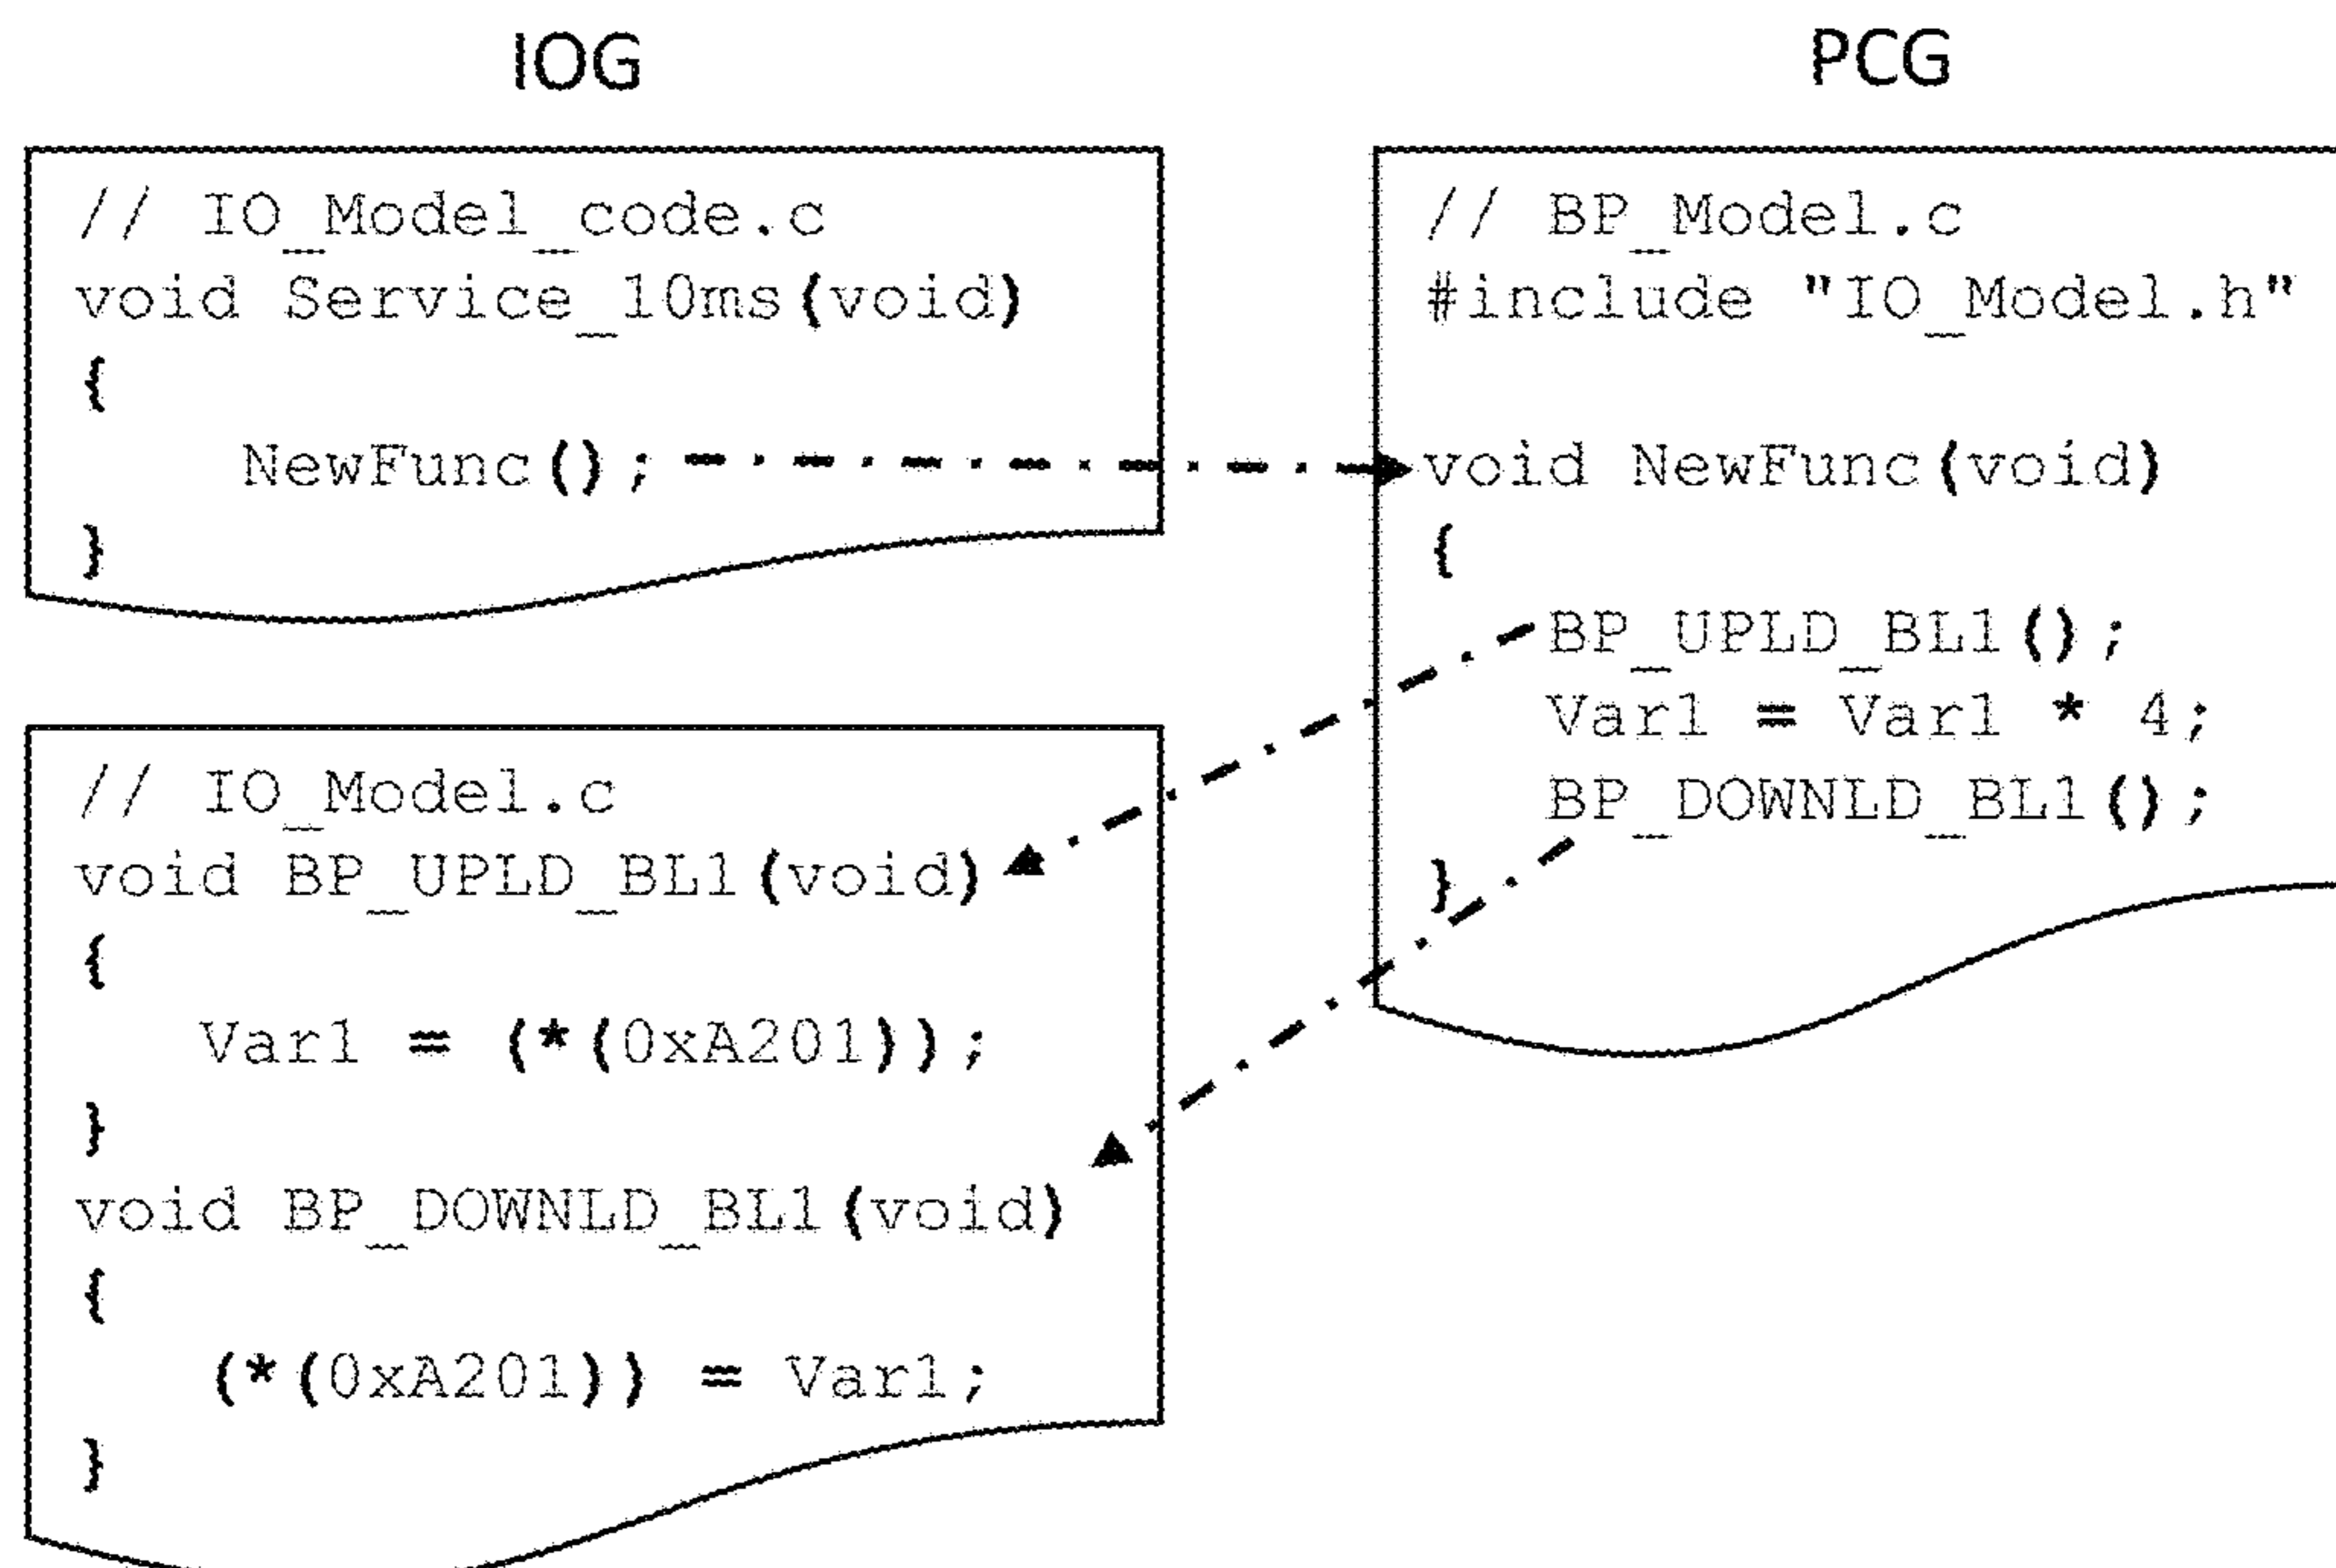 IOG
// IO_Model_code.c
void Service_10ms(void)
{
NewFunc();
}
// IO_Model.c
void BP_UPLD_BL1(void)
{
Var1 = (*(0xA201));
}
void BP_DOWNLD_BL1(void)
{
(*(0xA201)) = Var1;
}
PCG
// BP_Model.c
#include "IO_Model.h"
void NewFunc(void)
{
BP_UPLD_BL1();
Var1 = Var1 * 4;
BP_DOWNLD_BL1();
}